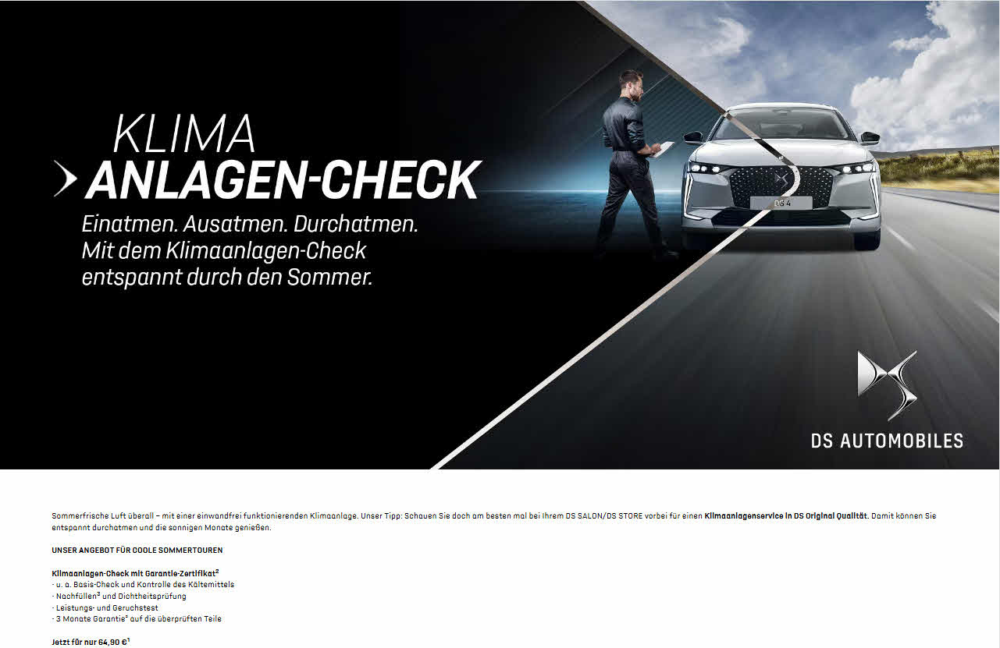 KLIMA
ANLAGEN-CHECK
Einatmen. Ausatmen. Durchatmen.
Mit dem Klimaanlagen-Check
entspannt durch den Sommer.
DS 4
DS AUTOMOBILES
Sommerfrische Luft überall – mit einer einwandfrei funktionierenden Klimaanlage. Unser Tipp: Schauen Sie doch am besten mal bei Ihrem DS SALON/DS STORE vorbei für einen Klimaanlagenservice in DS Original Qualität. Damit können Sie
entspannt durchatmen und die sonnigen Monate genießen.
UNSER ANGEBOT FÜR COOLE SOMMERTOUREN
Klimaanlagen-Check mit Garantie-Zertifikat²
· u. a. Basis-Check und Kontrolle des Kältemittels
· Nachfüllen³ und Dichtheitsprüfung
· Leistungs- und Geruchstest
· 3 Monate Garantie² auf die überprüften Teile
Jetzt für nur 64,90 €¹